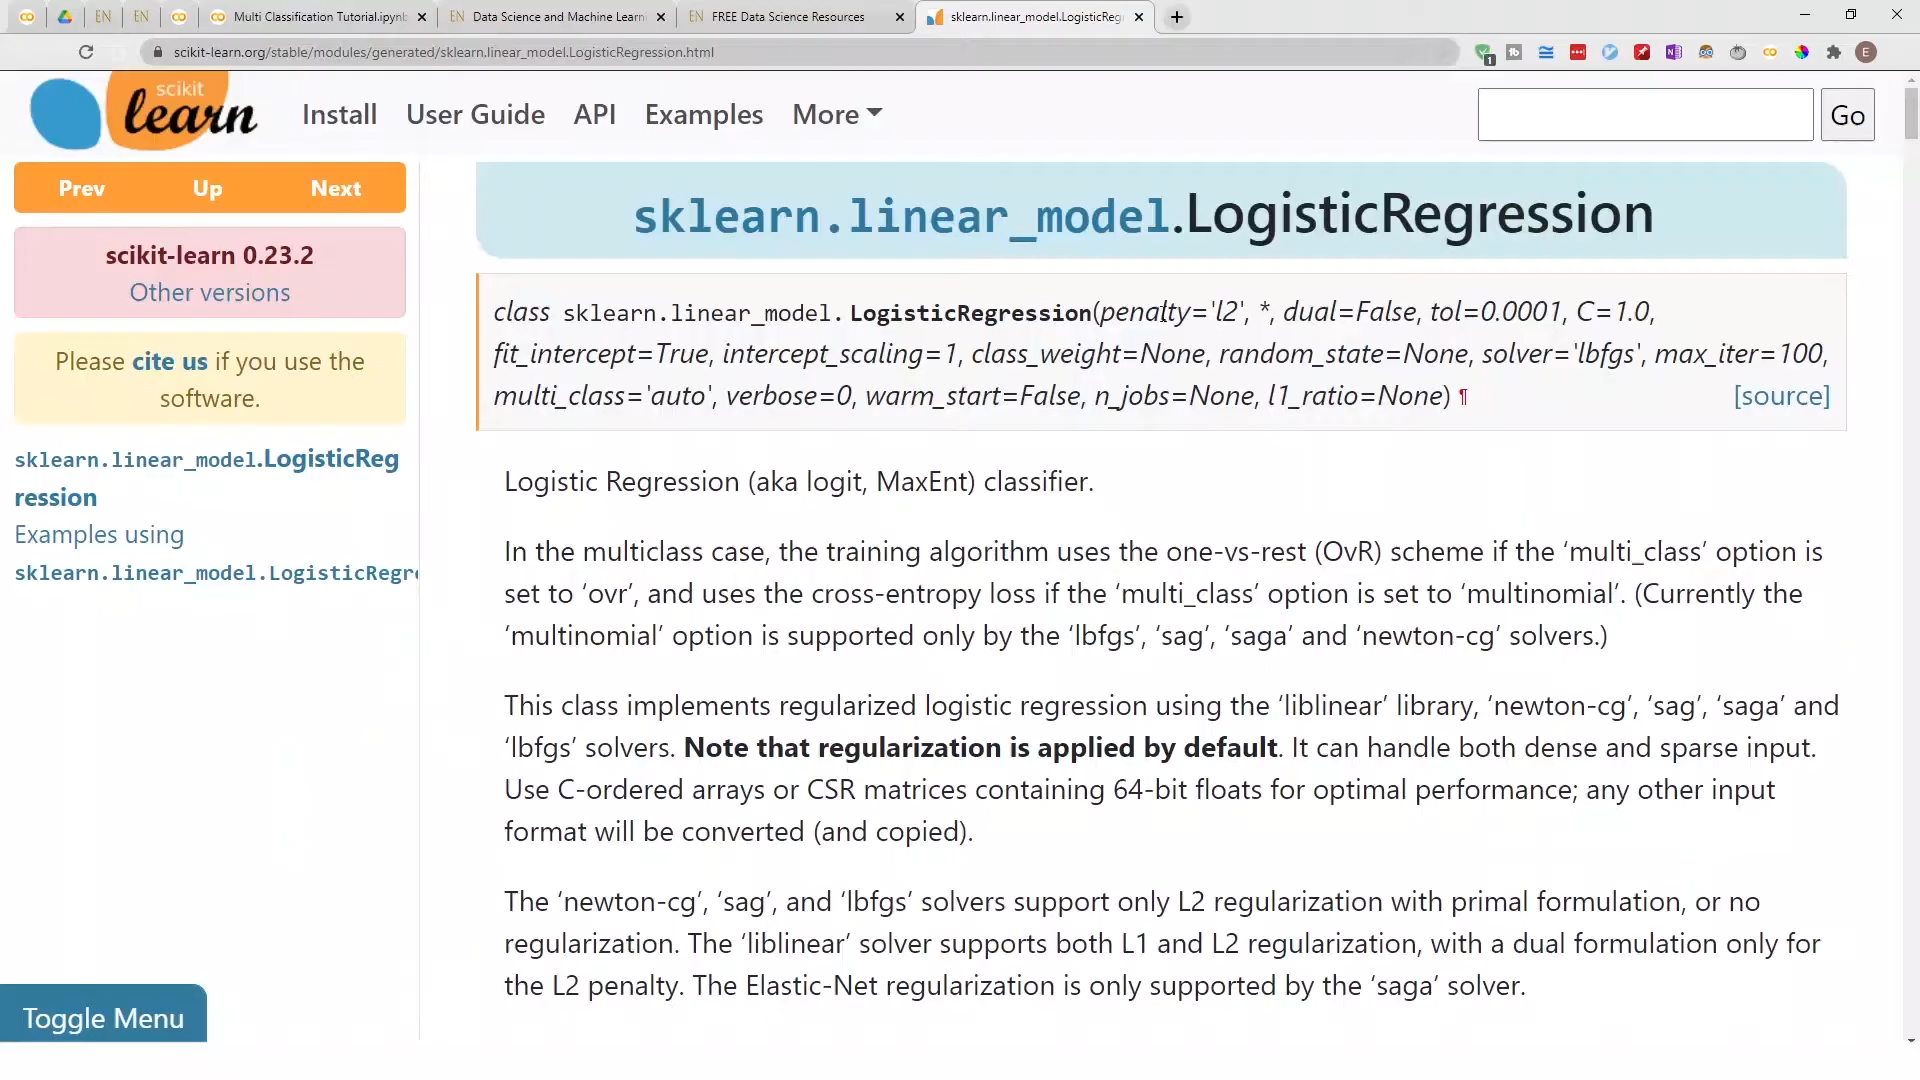 EN
EN
Multi Classification Tutorial.ipynb
EN Data Science and Machine Learn
EN FREE Data Science Resources
sklearn.linear_model.LogisticReg
scikit-learn.org/stable/modules/generated/sklearn.linear_model.LogisticRegression.html
1
E
scikit
learn
Install User Guide API Examples More
Go
Prev Up Next
scikit-learn 0.23.2
Other versions
Please cite us if you use the
software.
sklearn.linear_model.LogisticReg
ression
Examples using
sklearn.linear_model.LogisticRegr
sklearn.linear_model.LogisticRegression
class sklearn.linear_model.LogisticRegression(penalty='l2', *, dual=False, tol=0.0001, C=1.0,
fit_intercept=True, intercept_scaling=1, class_weight=None, random_state=None, solver='lbfgs', max_iter=100,
multi_class='auto', verbose=0, warm_start=False, n_jobs=None, l1_ratio=None) ¶ [source]
Logistic Regression (aka logit, MaxEnt) classifier.
In the multiclass case, the training algorithm uses the one-vs-rest (OvR) scheme if the ‘multi_class’ option is
set to ‘ovr’, and uses the cross-entropy loss if the ‘multi_class’ option is set to ‘multinomial’. (Currently the
‘multinomial’ option is supported only by the ‘lbfgs’, ‘sag’, ‘saga’ and ‘newton-cg’ solvers.)
This class implements regularized logistic regression using the ‘liblinear’ library, ‘newton-cg’, ‘sag’, ‘saga’ and
‘lbfgs’ solvers. Note that regularization is applied by default. It can handle both dense and sparse input.
Use C-ordered arrays or CSR matrices containing 64-bit floats for optimal performance; any other input
format will be converted (and copied).
The ‘newton-cg’, ‘sag’, and ‘lbfgs’ solvers support only L2 regularization with primal formulation, or no
regularization. The ‘liblinear’ solver supports both L1 and L2 regularization, with a dual formulation only for
the L2 penalty. The Elastic-Net regularization is only supported by the ‘saga’ solver.
Toggle Menu